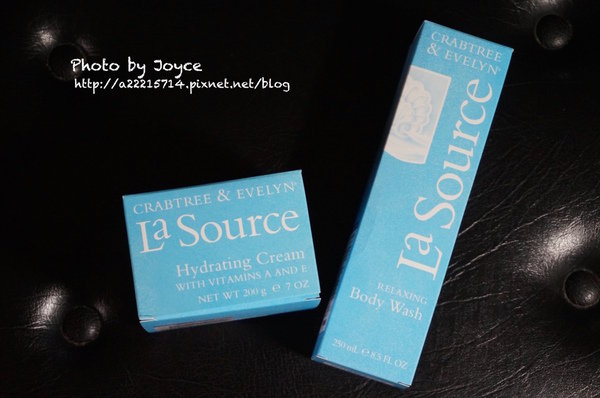 Photo by Joyce
http://a22215714.pixnet.net/blog
CRABTREE & EVELYN®
La Source
Hydrating Cream
WITH VITAMINS A AND E
NET WT 200 g ℮ 7 OZ
CRABTREE
& EVELYN®
La Source
RELAXING
Body Wash
250 mL ℮ 8.5 FL OZ